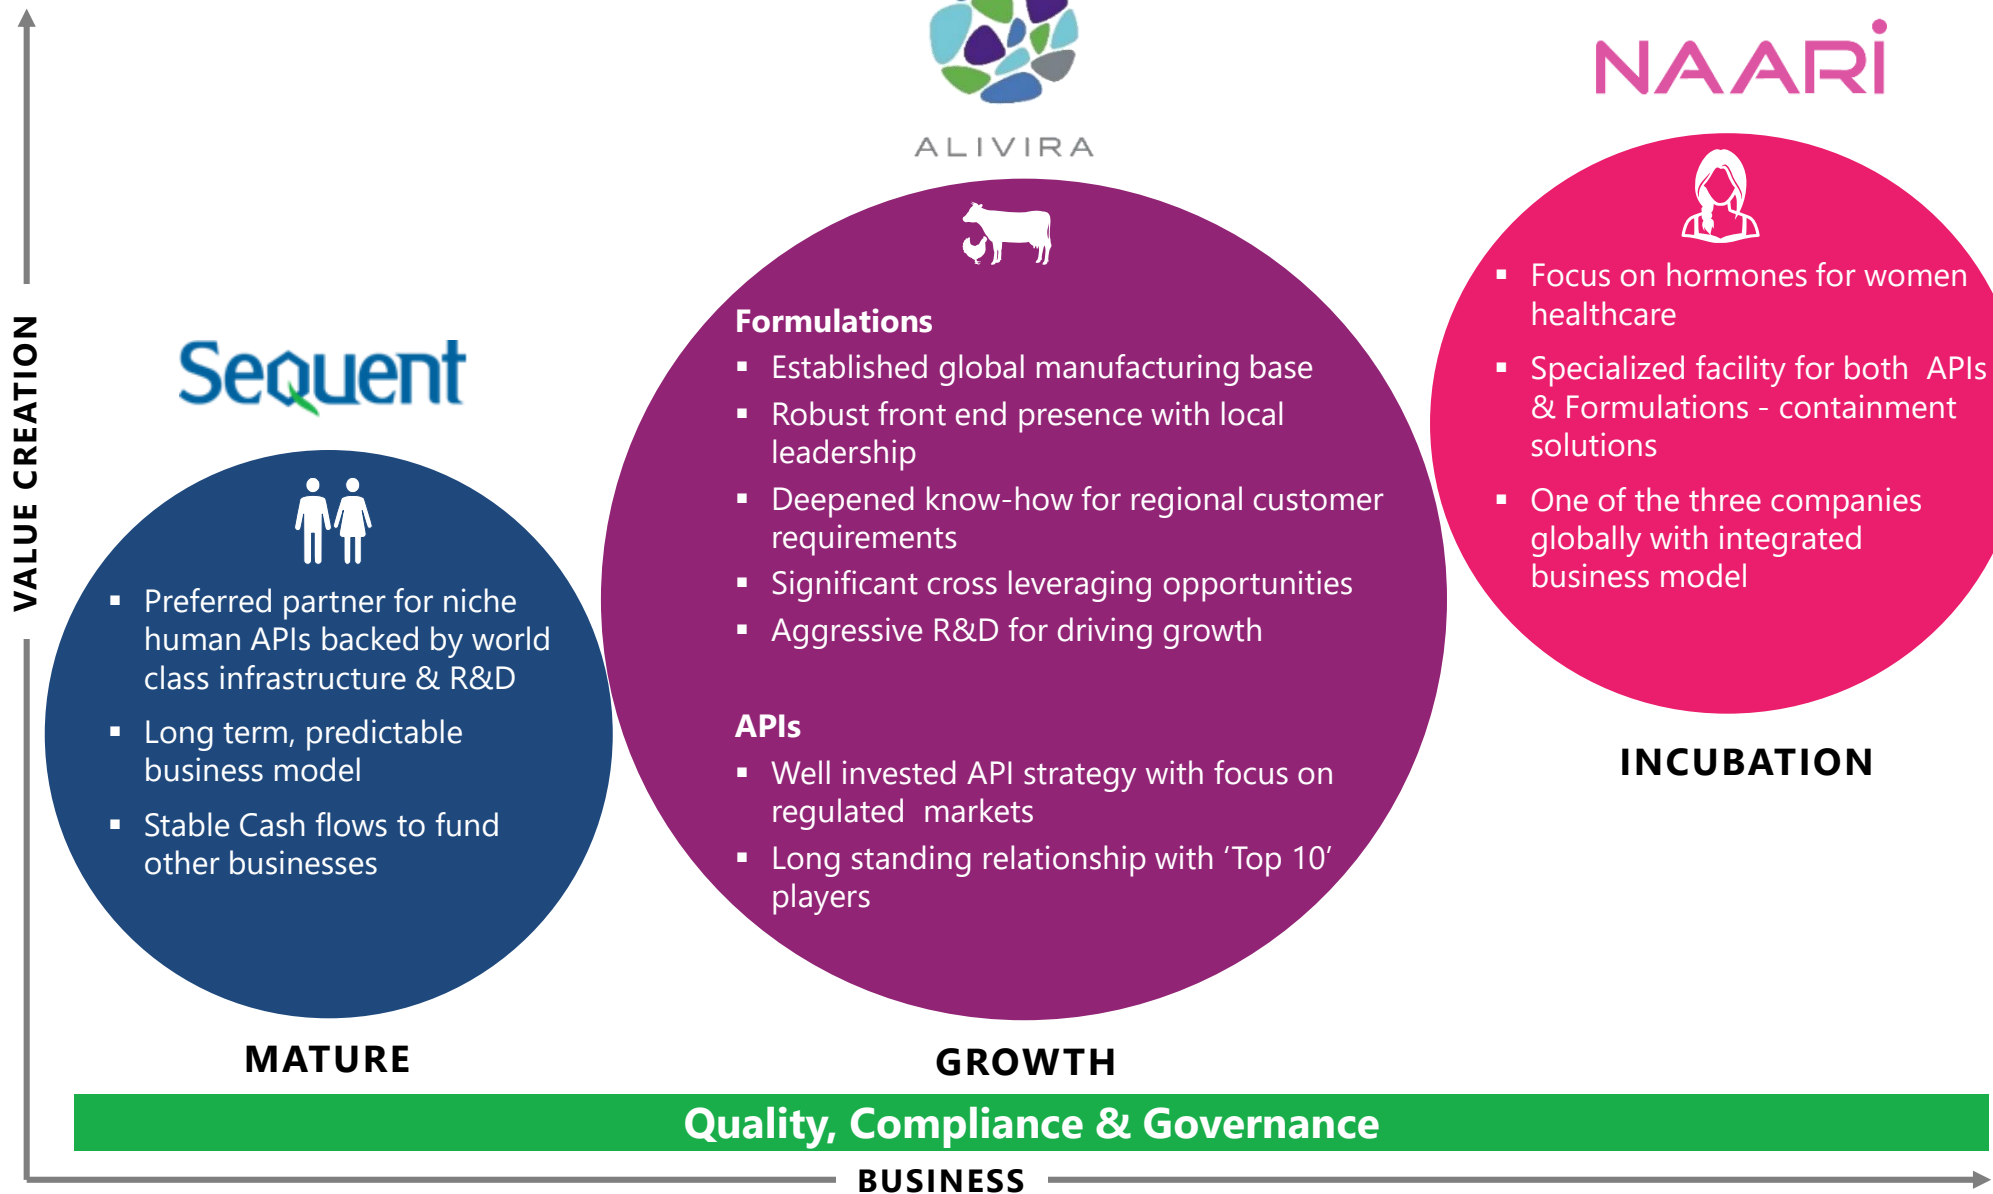 VALUE CREATION
Sequent
▪ Preferred partner for niche
human APIs backed by world
class infrastructure & R&D
▪ Long term, predictable
business model
▪ Stable Cash flows to fund
other businesses
MATURE
ALIVIRA
Formulations
▪ Established global manufacturing base
▪ Robust front end presence with local
leadership
▪ Deepened know-how for regional customer
requirements
▪ Significant cross leveraging opportunities
▪ Aggressive R&D for driving growth
APIs
▪ Well invested API strategy with focus on
regulated  markets
▪ Long standing relationship with ‘Top 10’
players
GROWTH
NAARi
▪ Focus on hormones for women
healthcare
▪ Specialized facility for both  APIs
& Formulations - containment
solutions
▪ One of the three companies
globally with integrated
business model
INCUBATION
Quality, Compliance & Governance
BUSINESS